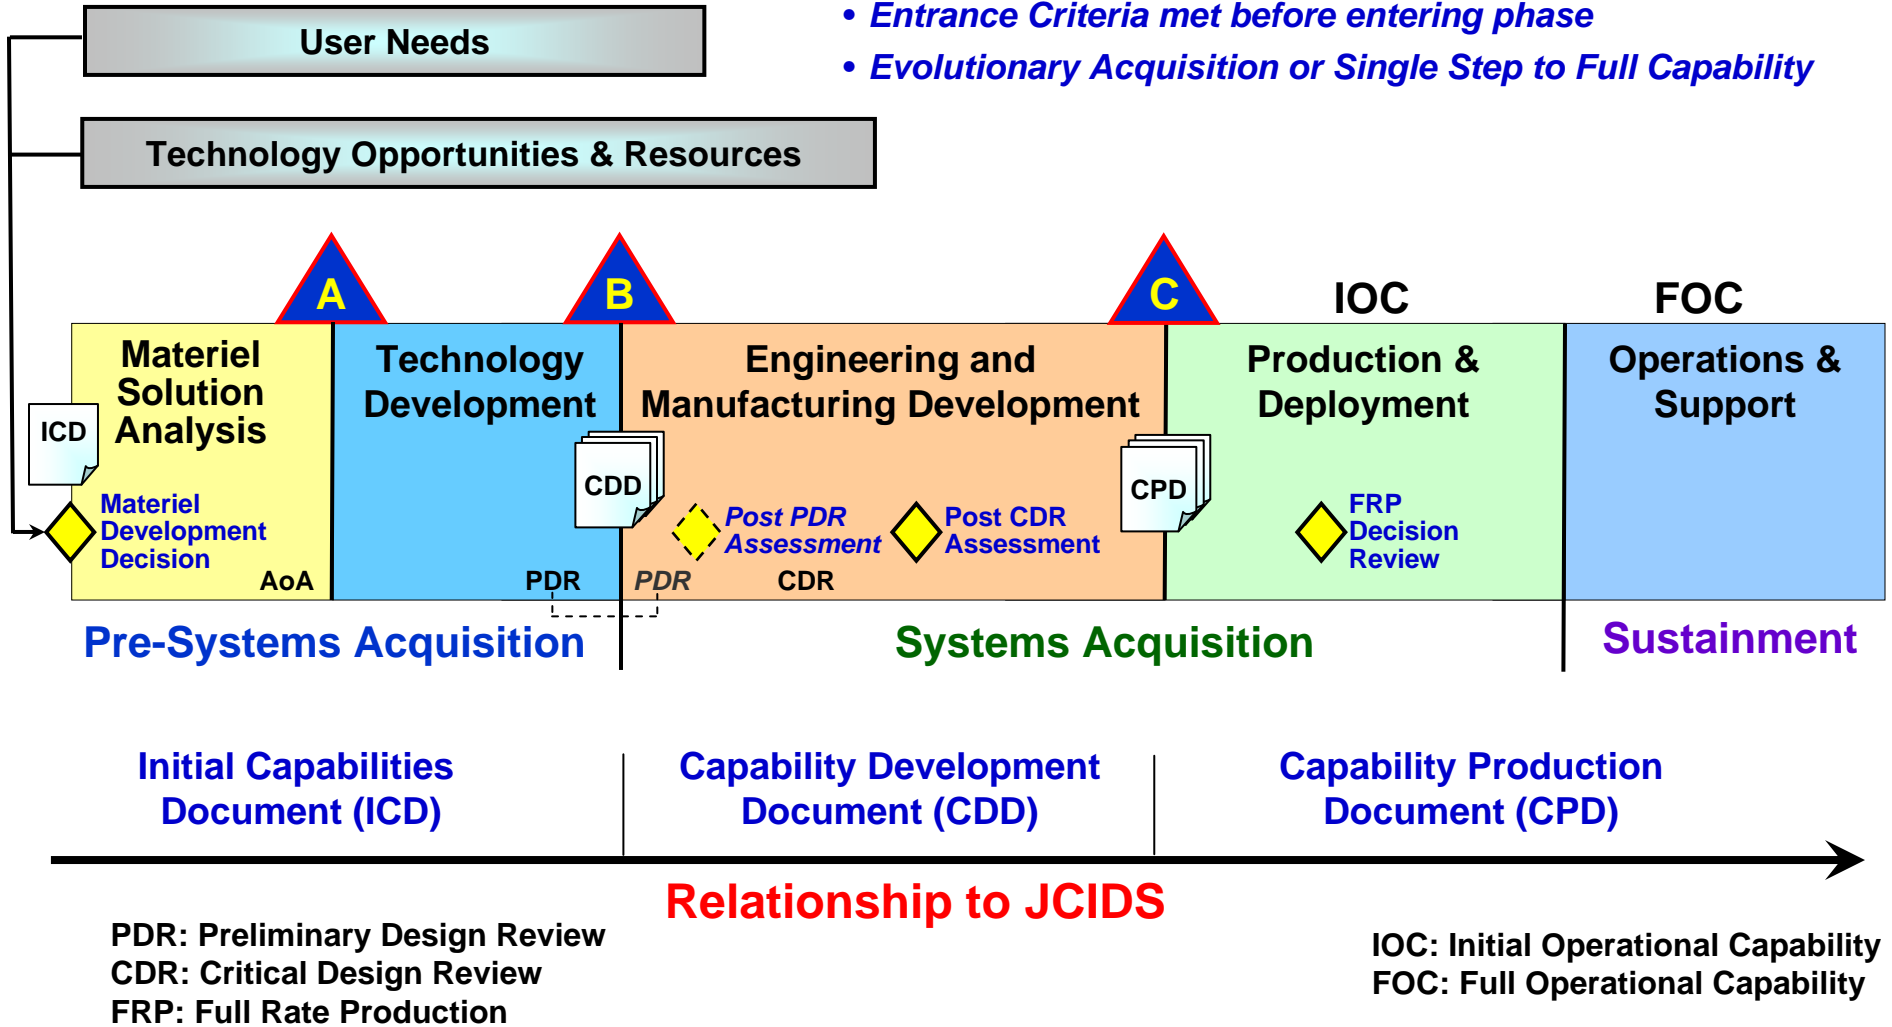 • Entrance Criteria met before entering phase
User Needs
• Evolutionary Acquisition or Single Step to Full Capability
Technology Opportunities & Resources
A
B
C
IOC
FOC
Materiel
Solution
Analysis
Technology
Development
Engineering and
Manufacturing Development
Production &
Deployment
Operations &
Support
ICD
CDD
CPD
Materiel
Development
Decision
Post PDR
Assessment
Post CDR
Assessment
FRP
Decision
Review
AoA
PDR
PDR
CDR
Pre-Systems Acquisition
Systems Acquisition
Sustainment
Initial Capabilities
Document (ICD)
Capability Development
Document (CDD)
Capability Production
Document (CPD)
Relationship to JCIDS
PDR: Preliminary Design Review
CDR: Critical Design Review
FRP: Full Rate Production
IOC: Initial Operational Capability
FOC: Full Operational Capability